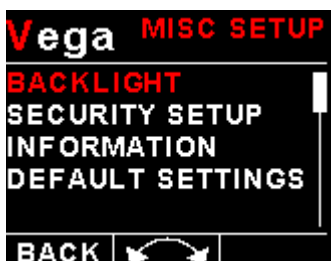 Vega MISC SETUP
BACKLIGHT
SECURITY SETUP
INFORMATION
DEFAULT SETTINGS
BACK